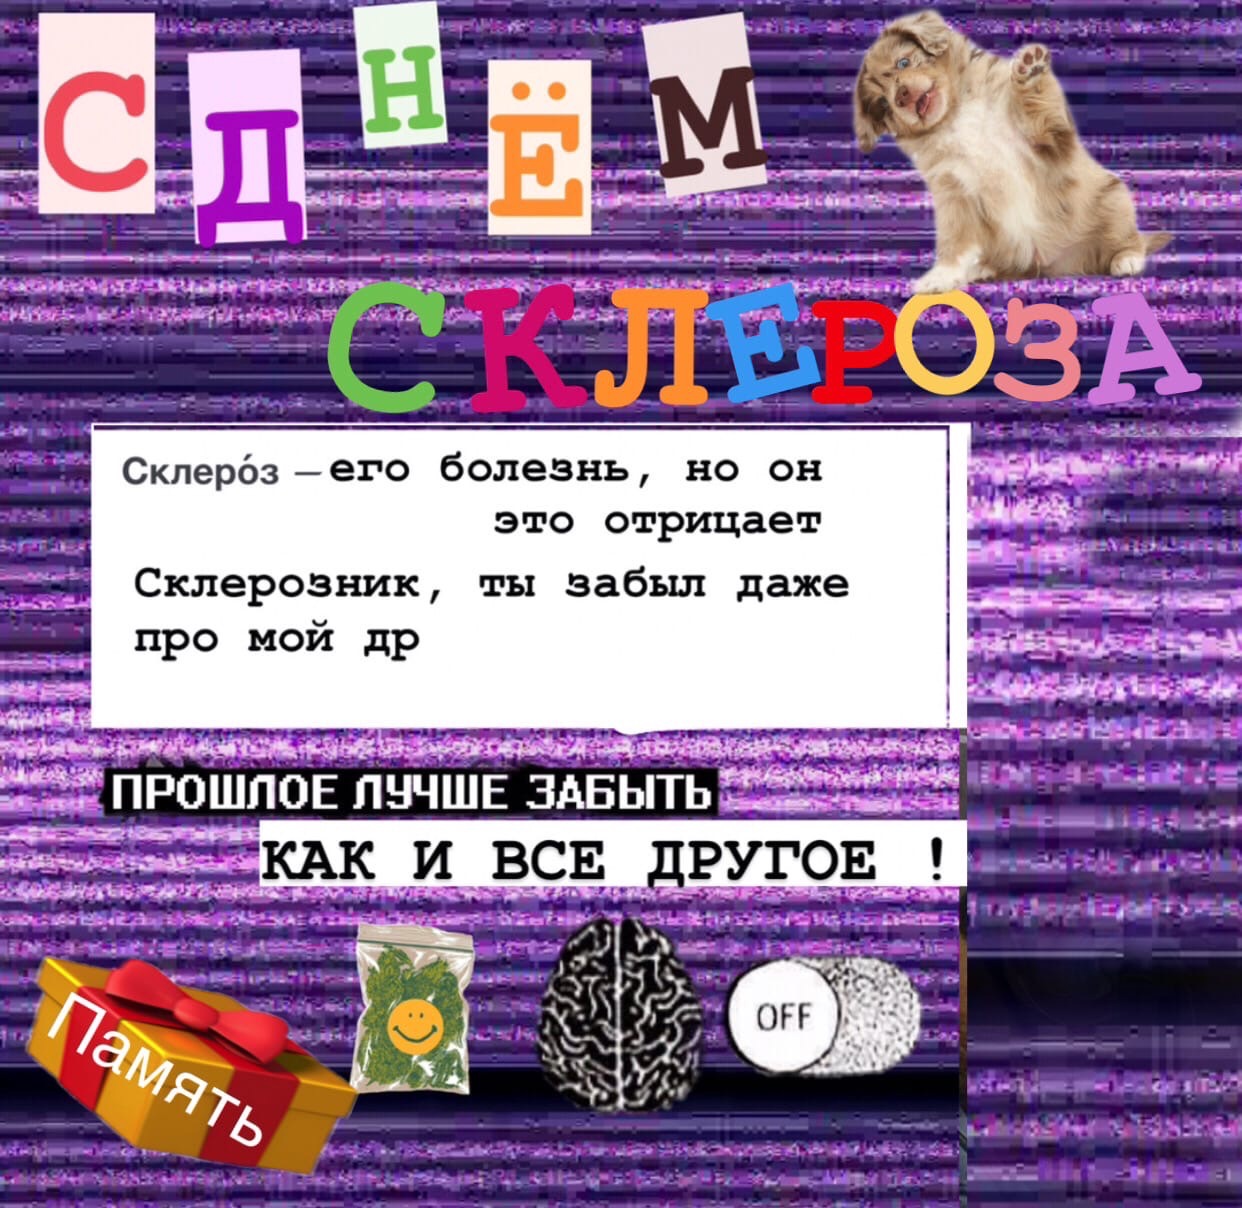 С ДНЁМ
СКЛЕРОЗА
Склеро́з —его болезнь, но он
это отрицает
Склерозник, ты забыл даже
про мой др
ПРОШЛОЕ ЛУЧШЕ ЗАБЫТЬ
КАК И ВСЕ ДРУГОЕ !
OFF
Память